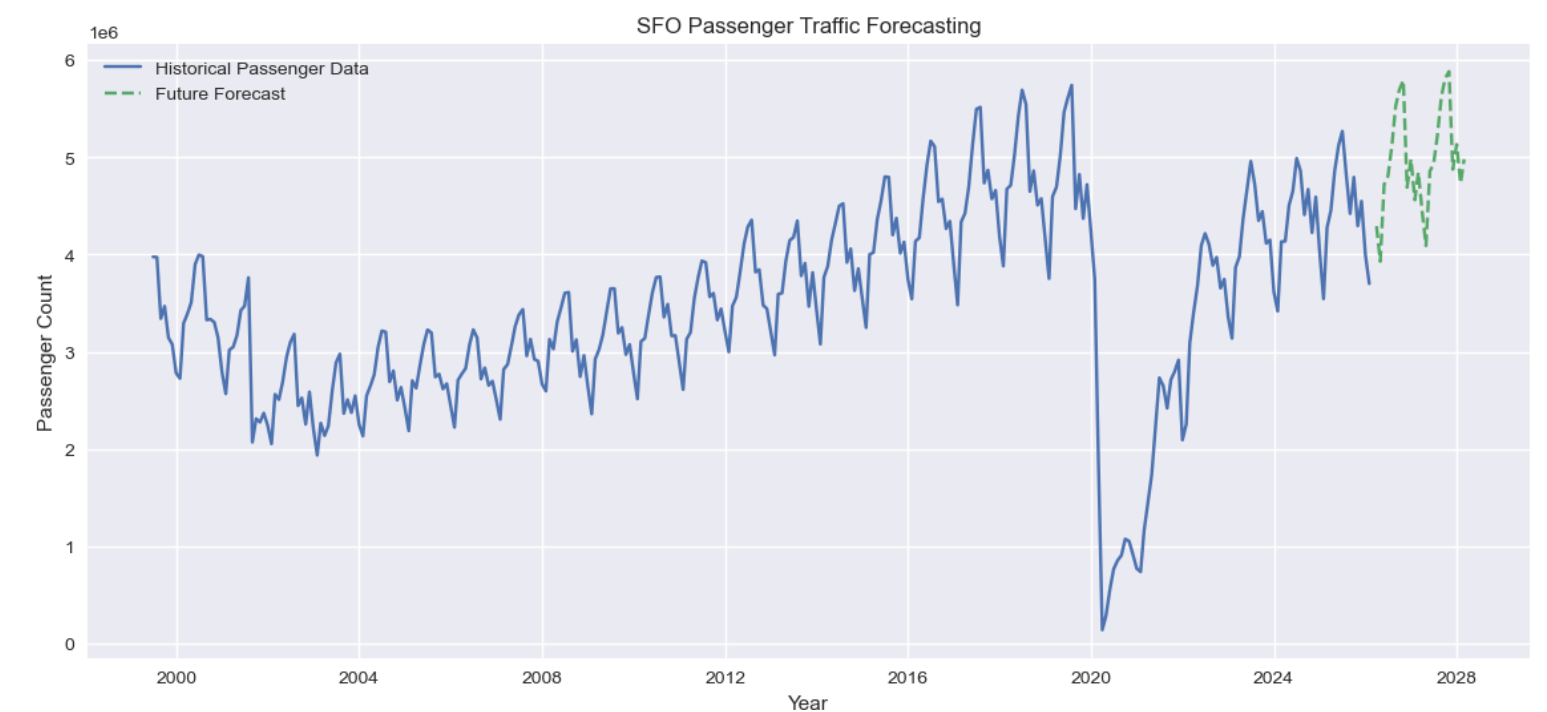 SFO Passenger Traffic Forecasting
1e6
Historical Passenger Data
Future Forecast
6
5
4
3
2
1
0
Passenger Count
2000
2004
2008
2012
2016
2020
2024
2028
Year